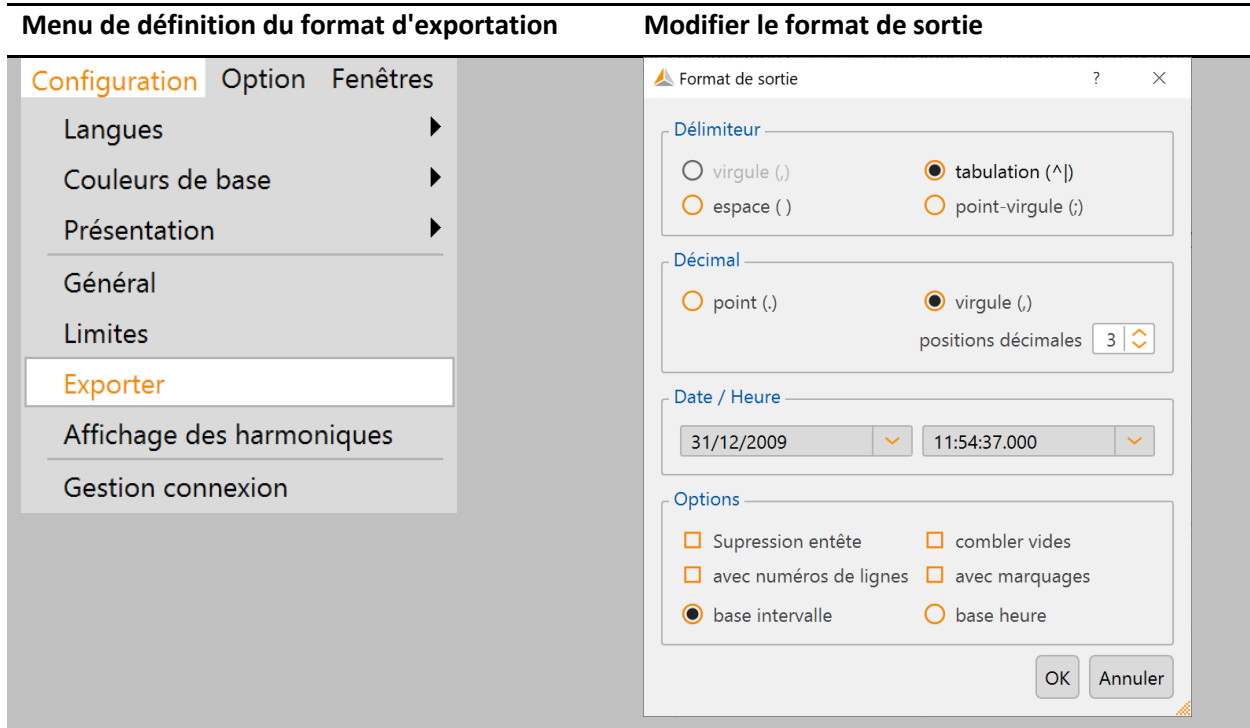 Menu de définition du format d'exportation
Modifier le format de sortie
Configuration Option Fenêtres
Langues
Couleurs de base
Présentation
Général
Limites
Exporter
Affichage des harmoniques
Gestion connexion
Format de sortie ?
Délimiteur
virgule (,) tabulation (^|)
espace ( ) point-virgule (;)
Décimal
point (.) virgule (,)
positions décimales 3
Date / Heure
31/12/2009 11:54:37.000
Options
Supression entête combler vides
avec numéros de lignes avec marquages
base intervalle base heure
OK Annuler